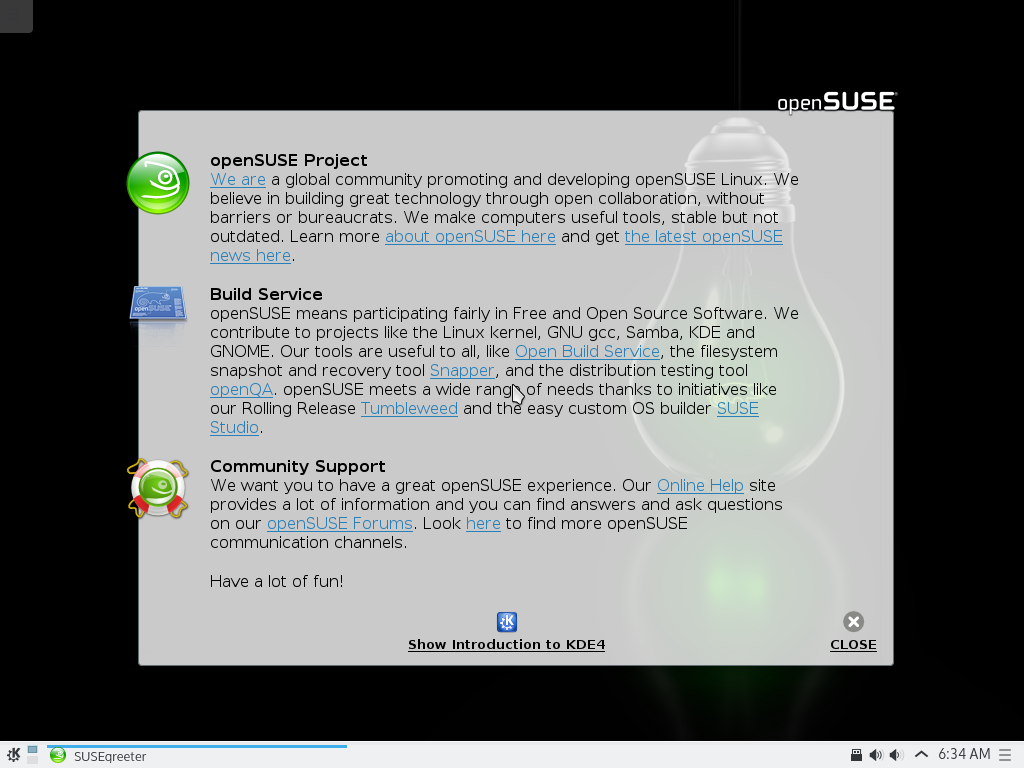 openSUSE
openSUSE Project
We are a global community promoting and developing openSUSE Linux. We
believe in building great technology through open collaboration, without
barriers or bureaucrats. We make computers useful tools, stable but not
outdated. Learn more about openSUSE here and get the latest openSUSE
news here.
Build Service
openSUSE means participating fairly in Free and Open Source Software. We
contribute to projects like the Linux kernel, GNU gcc, Samba, KDE and
GNOME. Our tools are useful to all, like Open Build Service, the filesystem
snapshot and recovery tool Snapper, and the distribution testing tool
openQA. openSUSE meets a wide range of needs thanks to initiatives like
our Rolling Release Tumbleweed and the easy custom OS builder SUSE
Studio.
Community Support
We want you to have a great openSUSE experience. Our Online Help site
provides a lot of information and you can find answers and ask questions
on our openSUSE Forums. Look here to find more openSUSE
communication channels.
Have a lot of fun!
Show Introduction to KDE4
CLOSE
SUSEgreeter
6:34 AM